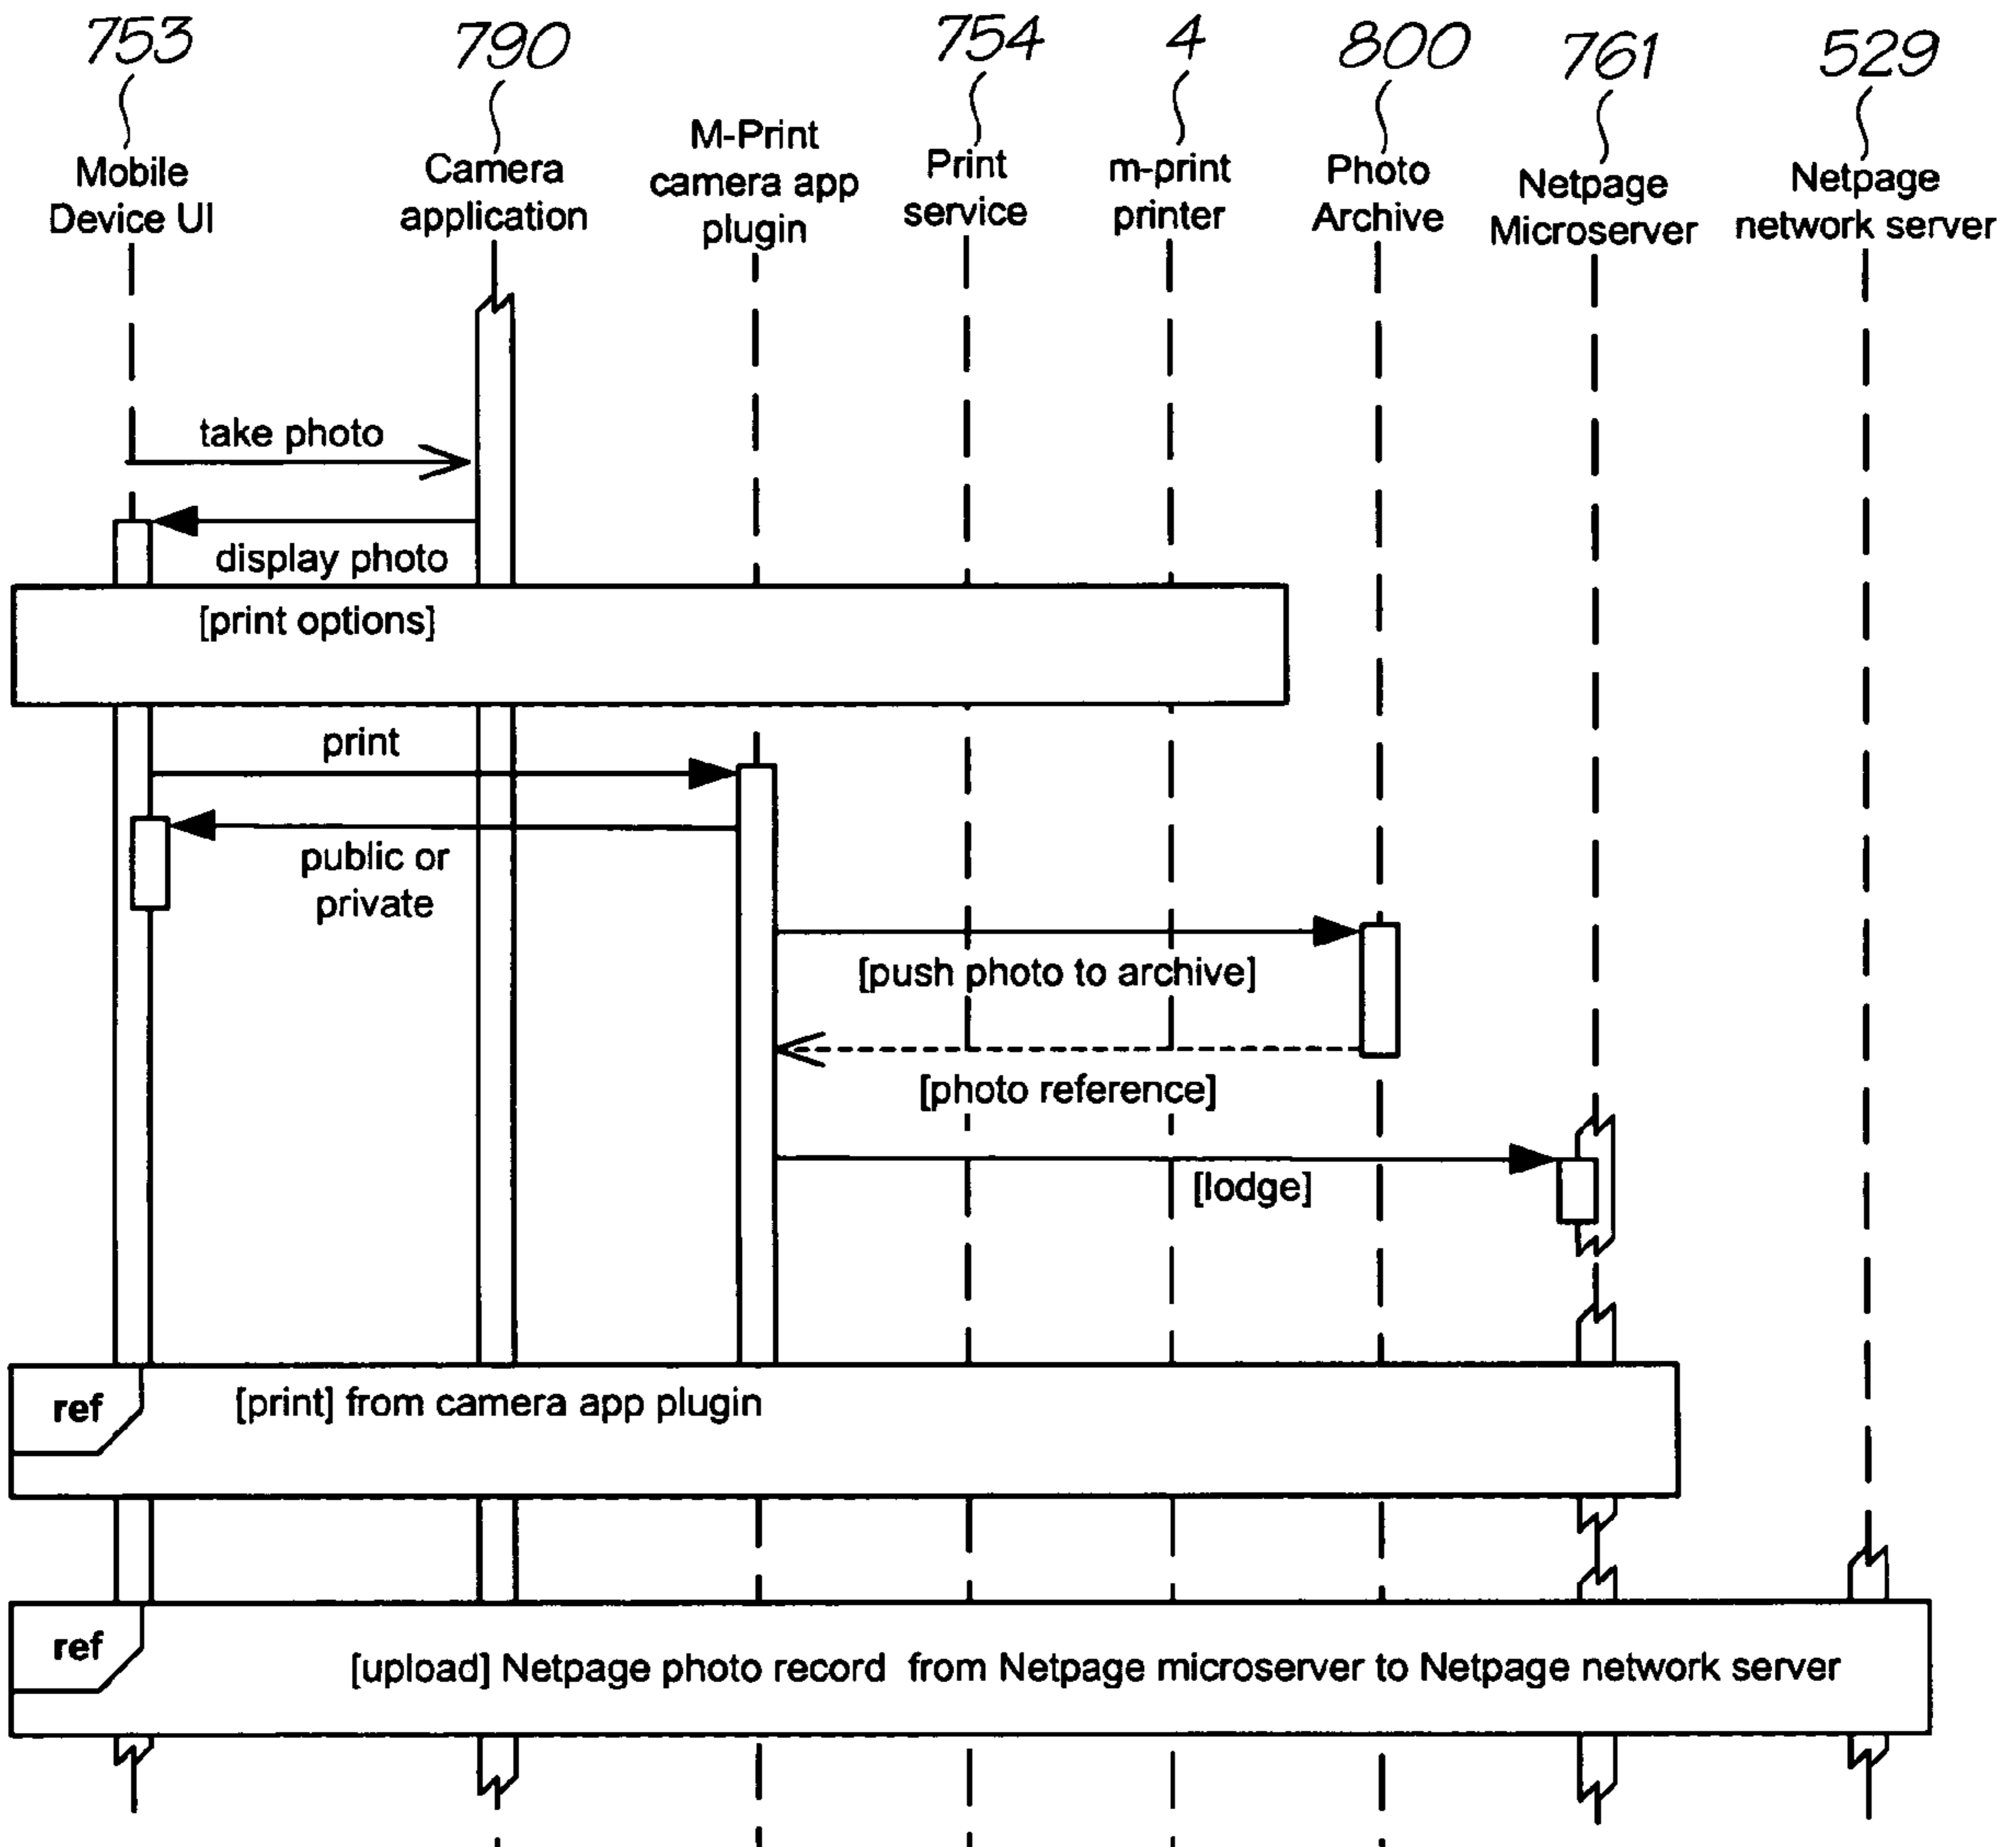 753
790
754
4
800
761
529
Mobile
Device UI
Camera
application
M-Print
camera app
plugin
Print
service
m-print
printer
Photo
Archive
Netpage
Microserver
Netpage
network server
take photo
display photo
[print options]
print
public or
private
[push photo to archive]
[photo reference]
[lodge]
ref
[print] from camera app plugin
ref
[upload] Netpage photo record from Netpage microserver to Netpage network server